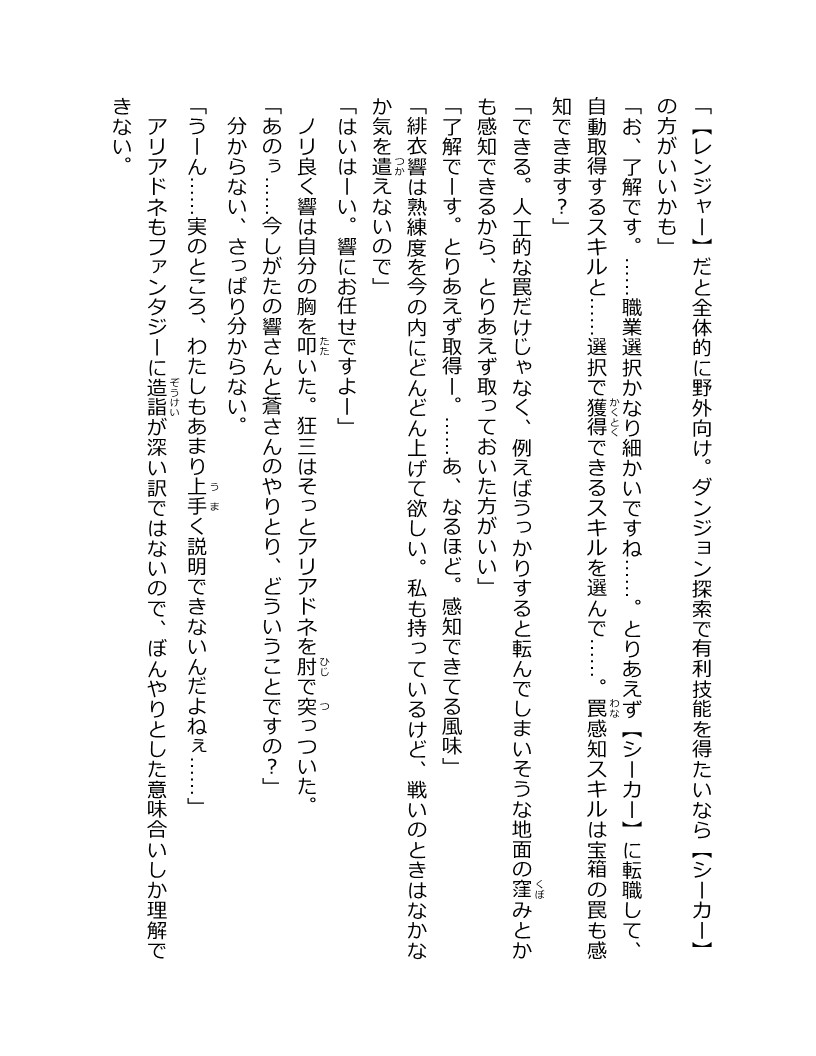 「【レンジャー】だと全体的に野外向け。ダンジョン探索で有利技能を得たいなら【シーカー】
の方がいいかも」
「お、了解です。……職業選択かなり細かいですね……。とりあえず【シーカー】に転職して、
自動取得するスキルと……選択で獲得できるスキルを選んで……。罠感知スキルは宝箱の罠も感
知できます？」
「できる。人工的な罠だけじゃなく、例えばうっかりすると転んでしまいそうな地面の窪みとか
も感知できるから、とりあえず取っておいた方がいい」
「了解でーす。とりあえず取得ー。……あ、なるほど。感知できてる風味」
「緋衣響は熟練度を今の内にどんどん上げて欲しい。私も持っているけど、戦いのときはなかな
か気を遣えないので」
「はいはーい。響にお任せですよー」
　ノリ良く響は自分の胸を叩いた。狂三はそっとアリアドネを肘で突っついた。
「あのぅ……今しがたの響さんと蒼さんのやりとり、どういうことですの？」
　分からない、さっぱり分からない。
「うーん……実のところ、わたしもあまり上手く説明できないんだよねぇ……」
　アリアドネもファンタジーに造詣が深い訳ではないので、ぼんやりとした意味合いしか理解で
きない。